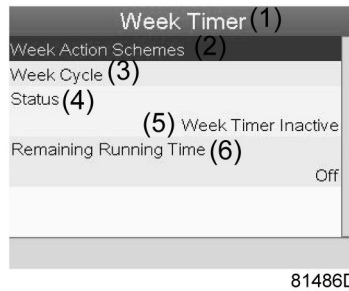 Week Timer (1)
Week Action Schemes (2)
Week Cycle (3)
Status (4)
(5) Week Timer Inactive
Remaining Running Time (6)
Off
81486D